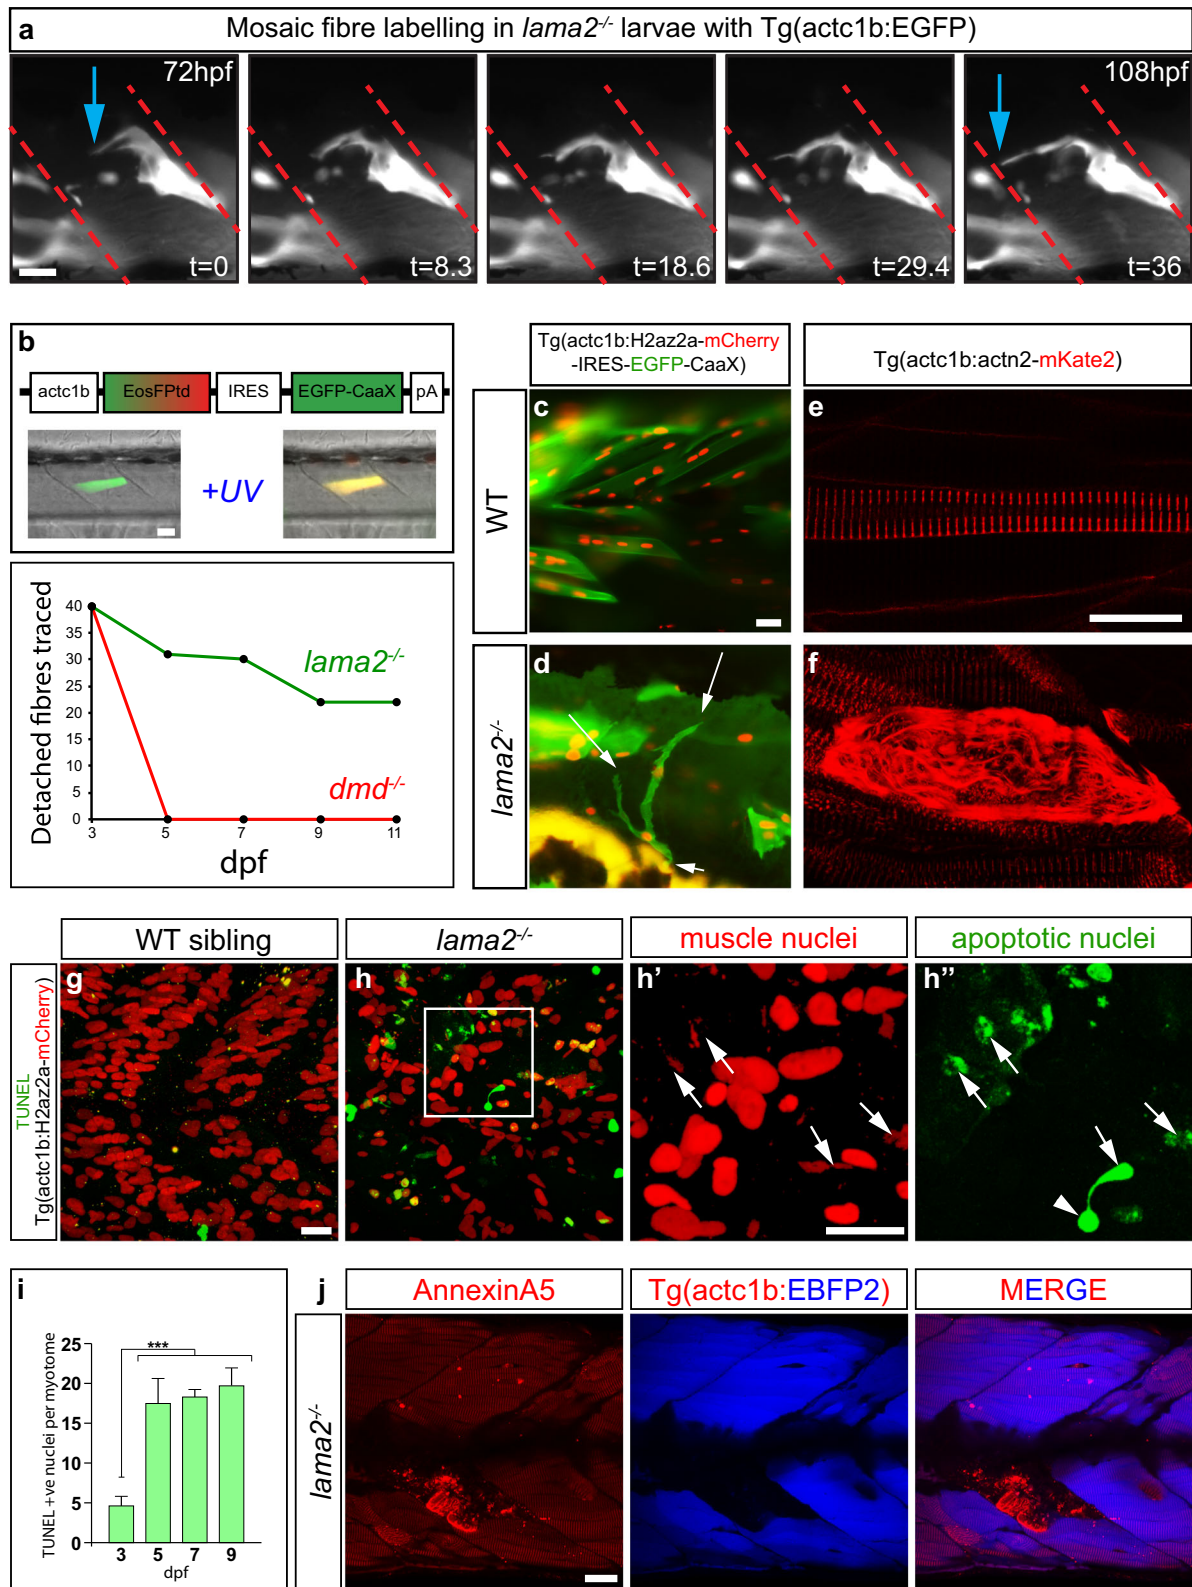 a
Mosaic fibre labelling in lama2-/- larvae with Tg(actc1b:EGFP)
72hpf
108hpf
t=0
t=8.3
t=18.6
t=29.4
t=36
b
actc1b
EosFPtd
IRES
EGFP-CaaX
pA
+UV
Detached fibres traced
40
35
30
25
20
15
10
5
0
3
5
7
9
11
dpf
lama2-/-
dmd-/-
Tg(actc1b:H2az2a-mCherry
-IRES-EGFP-CaaX)
Tg(actc1b:actn2-mKate2)
WT
c
e
lama2-/-
d
f
WT sibling
lama2-/-
muscle nuclei
apoptotic nuclei
TUNEL
Tg(actc1b:H2az2a-mCherry)
g
h
h'
h''
i
TUNEL +ve nuclei per myotome
25
20
15
10
5
0
***
3
5
7
9
dpf
j
AnnexinA5
Tg(actc1b:EBFP2)
MERGE
lama2-/-